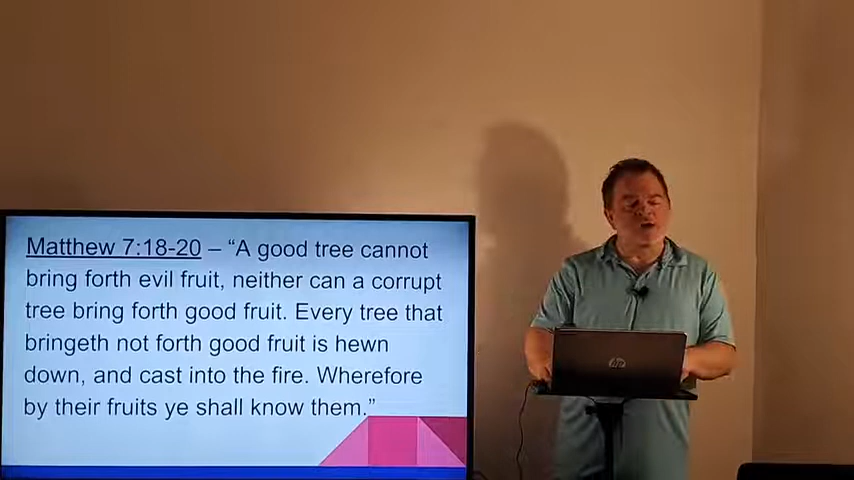 Matthew 7:18-20 – “A good tree cannot
bring forth evil fruit, neither can a corrupt
tree bring forth good fruit. Every tree that
bringeth not forth good fruit is hewn
down, and cast into the fire. Wherefore
by their fruits ye shall know them.”
hp